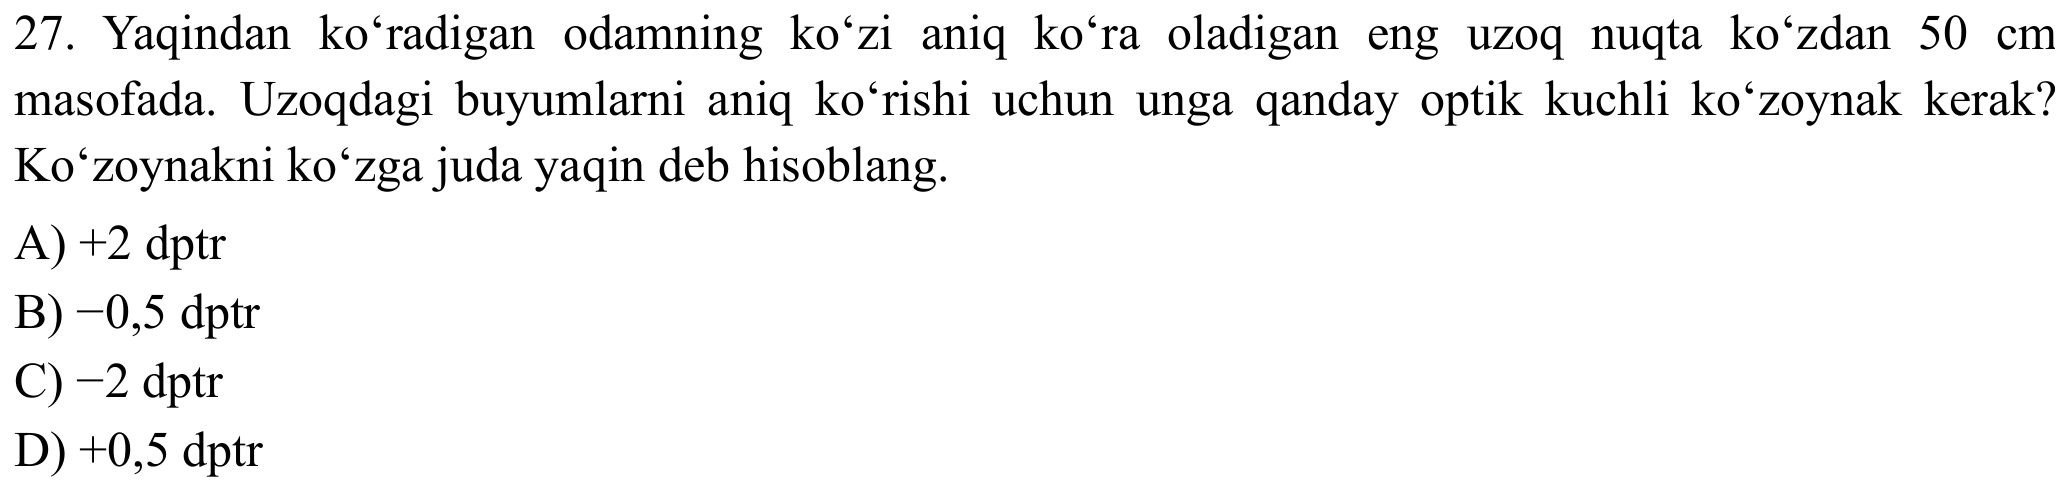 27. Yaqindan ko‘radigan odamning ko‘zi aniq ko‘ra oladigan eng uzoq nuqta ko‘zdan 50 cm
masofada. Uzoqdagi buyumlarni aniq ko‘rishi uchun unga qanday optik kuchli ko‘zoynak kerak?
Ko‘zoynakni ko‘zga juda yaqin deb hisoblang.
A) +2 dptr
B) −0,5 dptr
C) −2 dptr
D) +0,5 dptr